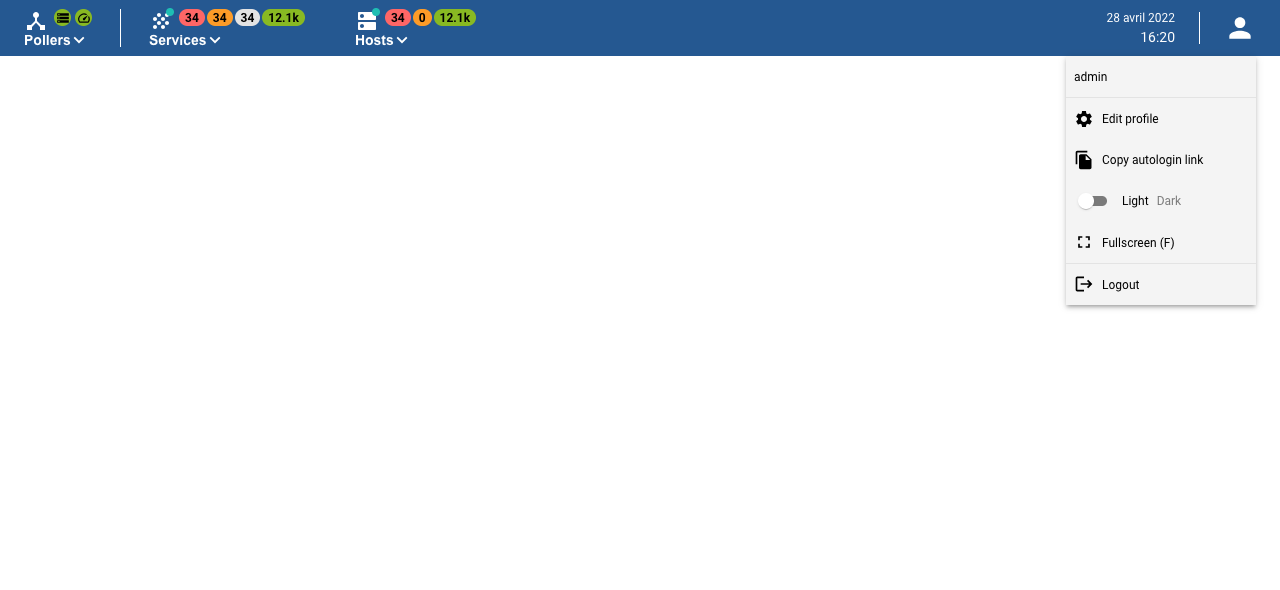 34 34 34 12.1k 34 0 12.1k
Pollers Services Hosts
28 avril 2022
16:20
admin
Edit profile
Copy autologin link
Light Dark
Fullscreen (F)
Logout